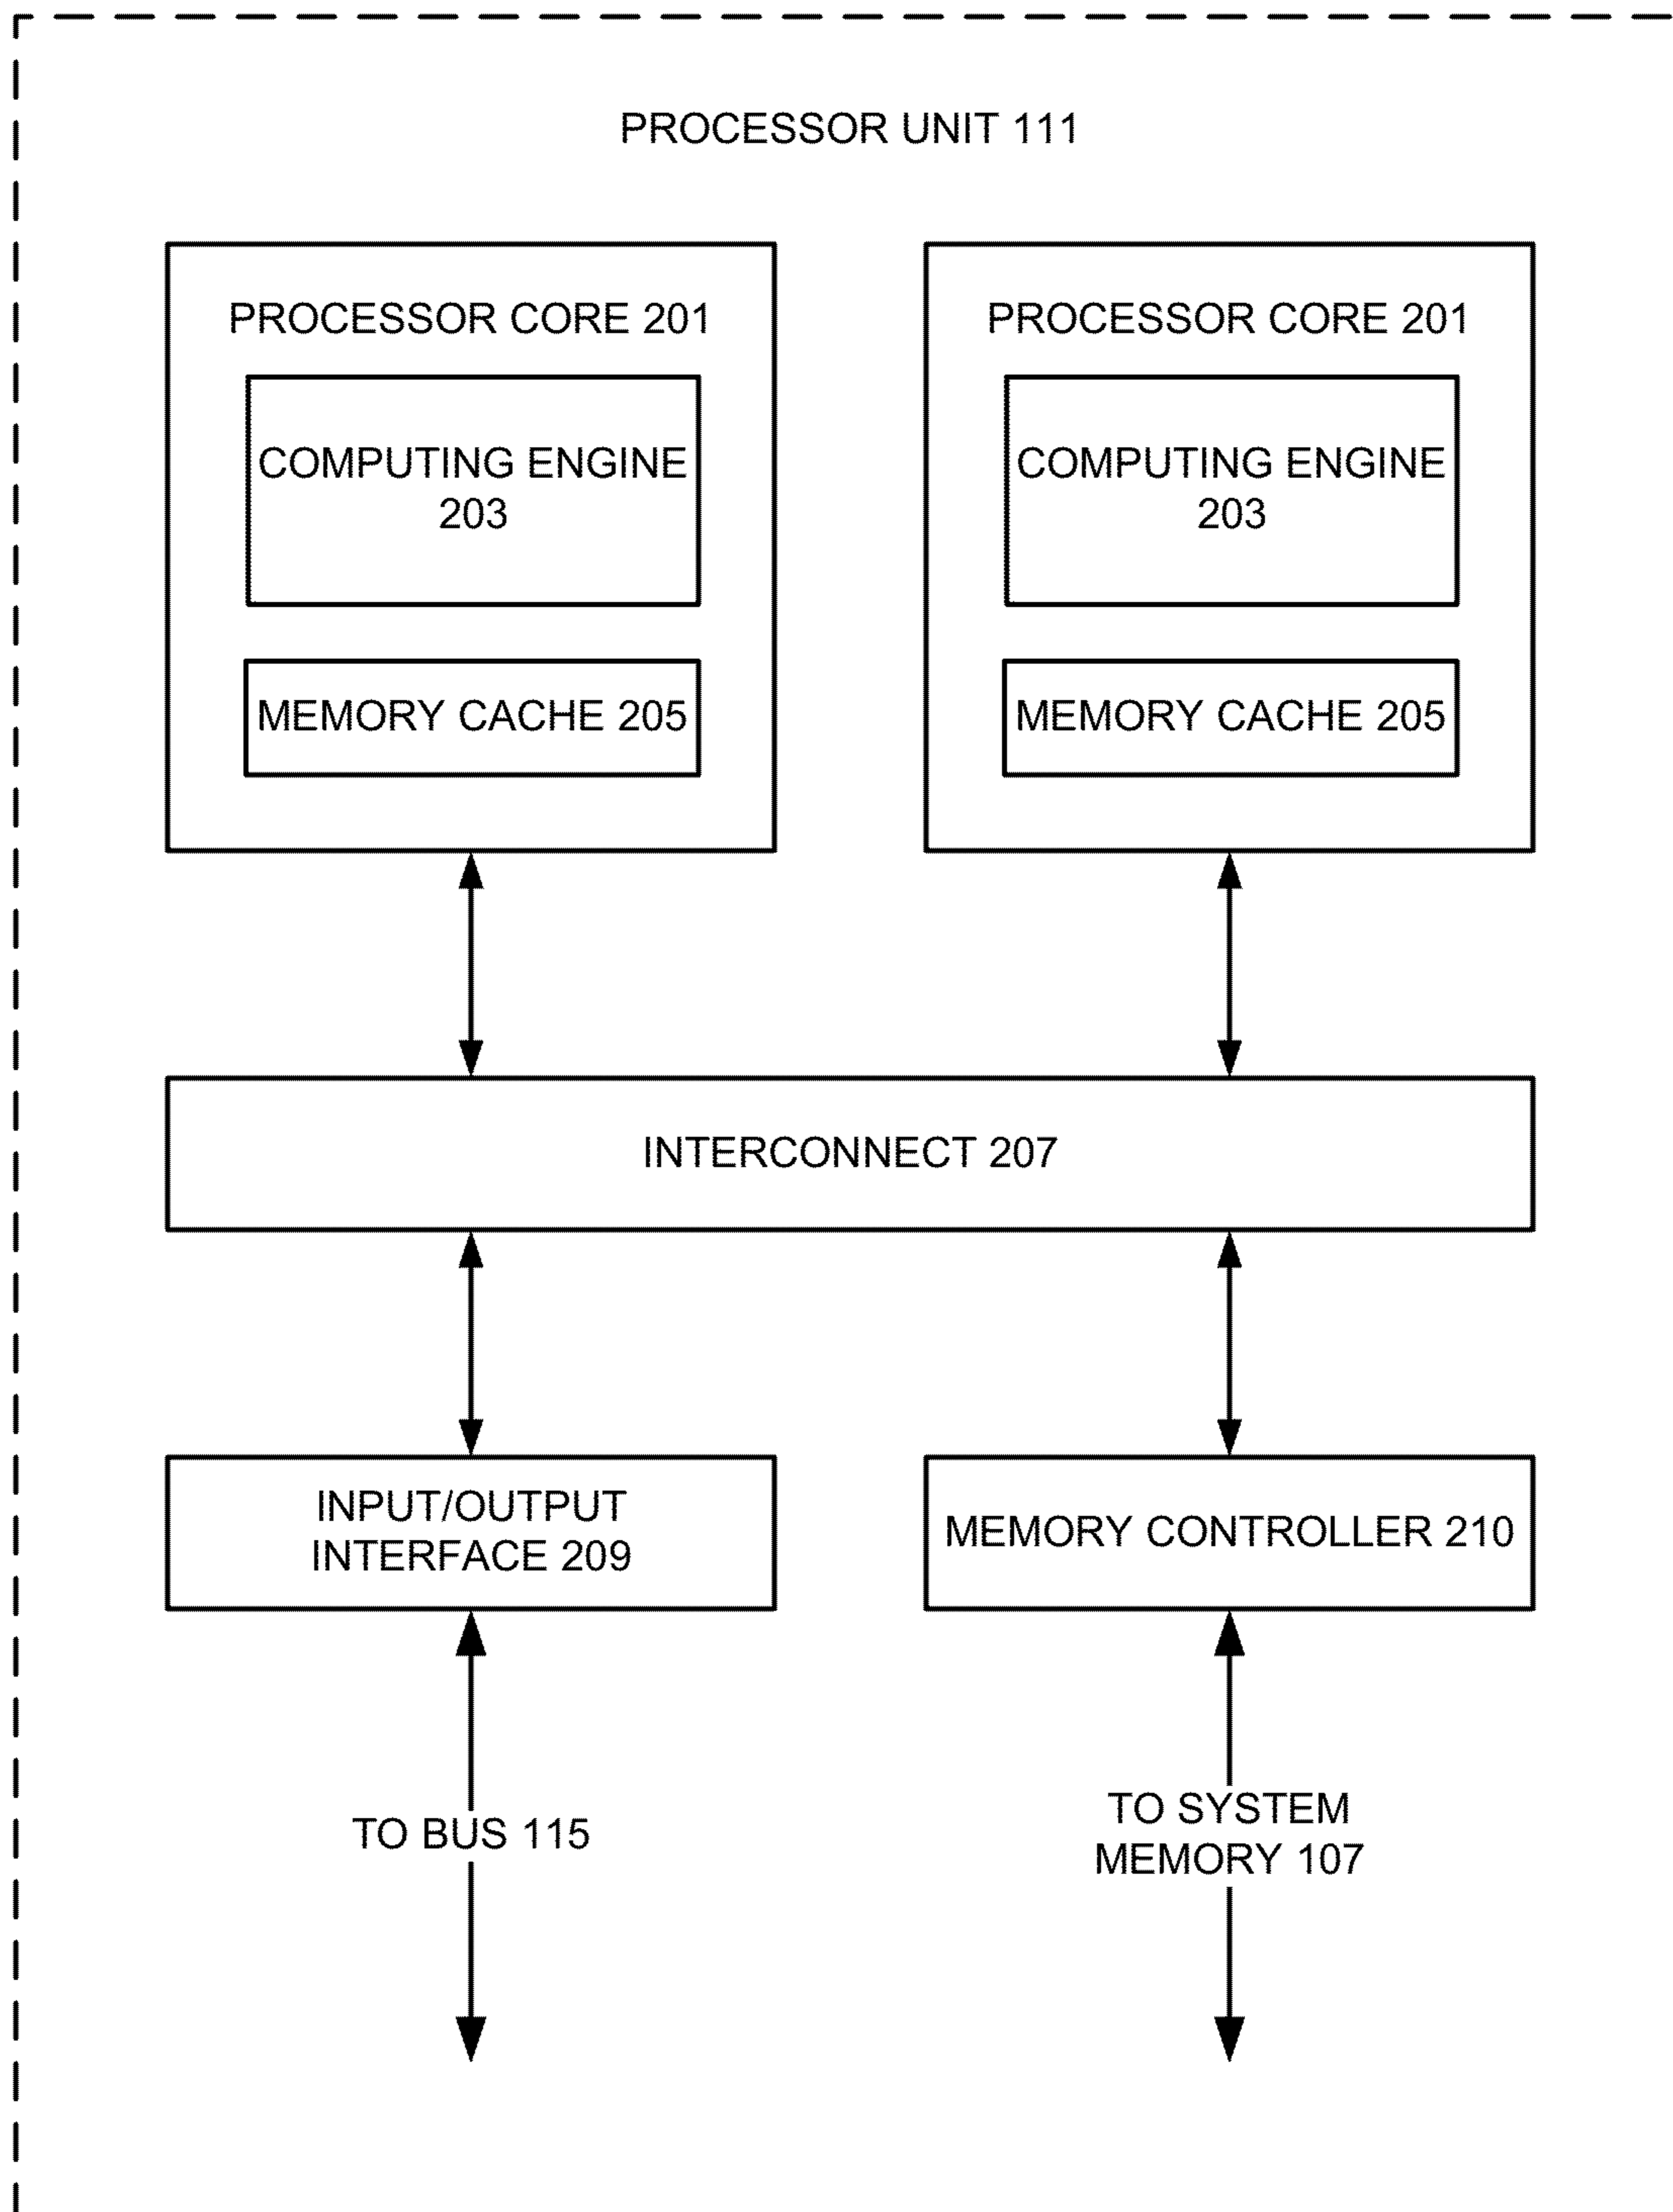 PROCESSOR UNIT 111
PROCESSOR CORE 201
COMPUTING ENGINE
203
MEMORY CACHE 205
PROCESSOR CORE 201
COMPUTING ENGINE
203
MEMORY CACHE 205
INTERCONNECT 207
INPUT/OUTPUT
INTERFACE 209
MEMORY CONTROLLER 210
TO BUS 115
TO SYSTEM
MEMORY 107